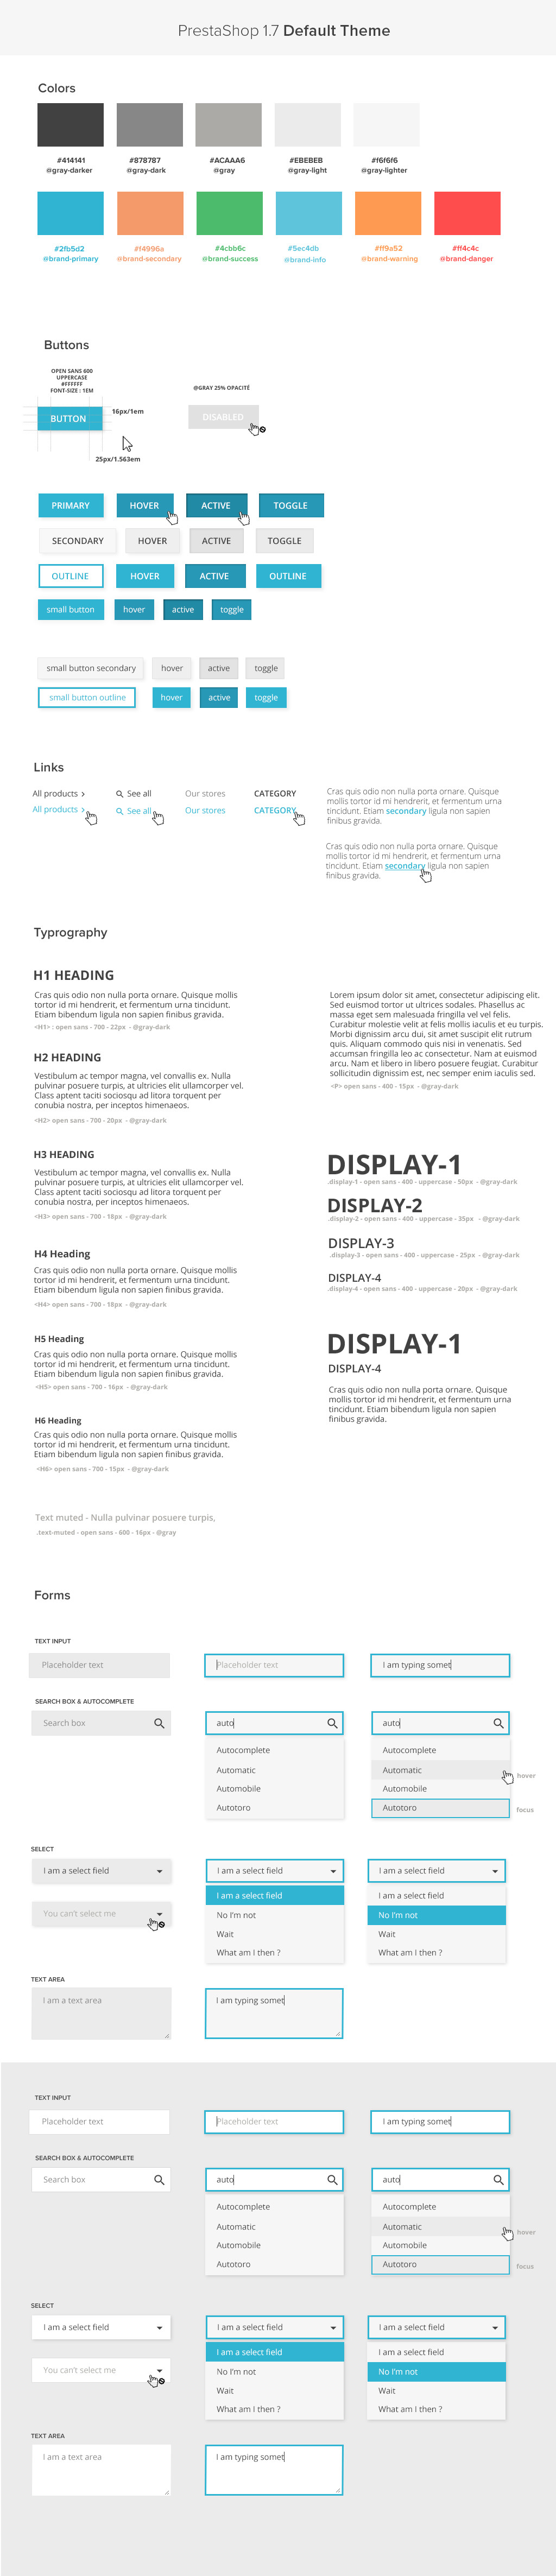 PrestaShop 1.7 Default Theme
Colors
#414141
#878787
#ACAAA6
#EBEBEB
#f6f6f6
@gray-darker
@gray-dark
@gray
@gray-light
@gray-lighter
#2fb5d2
#f4996a
#4cbb6c
#5ec4db
#ff9a52
#ff4c4c
@brand-primary
@brand-secondary
@brand-success
@brand-info
@brand-warning
@brand-danger
Buttons
OPEN SANS 600
UPPERCASE
#FFFFFF
FONT-SIZE : 1EM
@GRAY 25% OPACITÉ
BUTTON
16px/1em
DISABLED
25px/1.563em
PRIMARY
HOVER
ACTIVE
TOGGLE
SECONDARY
HOVER
ACTIVE
TOGGLE
OUTLINE
HOVER
ACTIVE
OUTLINE
small button
hover
active
toggle
small button secondary
hover
active
toggle
small button outline
hover
active
toggle
Links
All products
See all
Our stores
CATEGORY
All products
See all
Our stores
CATEGORY
Cras quis odio non nulla porta ornare. Quisque
mollis tortor id mi hendrerit, et fermentum urna
tincidunt. Etiam secondary ligula non sapien
finibus gravida.
Cras quis odio non nulla porta ornare. Quisque
mollis tortor id mi hendrerit, et fermentum urna
tincidunt. Etiam secondary ligula non sapien
finibus gravida.
Typrography
H1 HEADING
Cras quis odio non nulla porta ornare. Quisque mollis
tortor id mi hendrerit, et fermentum urna tincidunt.
Etiam bibendum ligula non sapien finibus gravida.
<H1> : open sans - 700 - 22px - @gray-dark
H2 HEADING
Vestibulum ac tempor magna, vel convallis ex. Nulla
pulvinar posuere turpis, at ultricies elit ullamcorper vel.
Class aptent taciti sociosqu ad litora torquent per
conubia nostra, per inceptos himenaeos.
<H2> open sans - 700 - 20px - @gray-dark
H3 HEADING
Vestibulum ac tempor magna, vel convallis ex. Nulla
pulvinar posuere turpis, at ultricies elit ullamcorper vel.
Class aptent taciti sociosqu ad litora torquent per
conubia nostra, per inceptos himenaeos.
<H3> open sans - 700 - 18px - @gray-dark
H4 Heading
Cras quis odio non nulla porta ornare. Quisque mollis
tortor id mi hendrerit, et fermentum urna tincidunt.
Etiam bibendum ligula non sapien finibus gravida.
<H4> open sans - 700 - 18px - @gray-dark
H5 Heading
Cras quis odio non nulla porta ornare. Quisque mollis
tortor id mi hendrerit, et fermentum urna tincidunt.
Etiam bibendum ligula non sapien finibus gravida.
<H5> open sans - 700 - 16px - @gray-dark
H6 Heading
Cras quis odio non nulla porta ornare. Quisque mollis
tortor id mi hendrerit, et fermentum urna tincidunt.
Etiam bibendum ligula non sapien finibus gravida.
<H6> open sans - 700 - 15px - @gray-dark
Text muted - Nulla pulvinar posuere turpis,
.text-muted - open sans - 600 - 16px - @gray
Lorem ipsum dolor sit amet, consectetur adipiscing elit.
Sed euismod tortor ut ultrices sodales. Phasellus ac
massa eget sem malesuada fringilla vel vel felis.
Curabitur molestie velit at felis mollis iaculis et eu turpis.
Morbi dignissim arcu dui, sit amet suscipit elit rutrum
quis. Aliquam commodo quis nisi in venenatis. Sed
accumsan fringilla leo ac consectetur. Nam at euismod
arcu. Nam et libero in libero posuere feugiat. Curabitur
sollicitudin dignissim est, nec semper enim iaculis sed.
<P> open sans - 400 - 15px - @gray-dark
DISPLAY-1
.display-1 - open sans - 400 - uppercase - 50px - @gray-dark
DISPLAY-2
.display-2 - open sans - 400 - uppercase - 35px - @gray-dark
DISPLAY-3
.display-3 - open sans - 400 - uppercase - 25px - @gray-dark
DISPLAY-4
.display-4 - open sans - 400 - uppercase - 20px - @gray-dark
DISPLAY-1
DISPLAY-4
Cras quis odio non nulla porta ornare. Quisque
mollis tortor id mi hendrerit, et fermentum urna
tincidunt. Etiam bibendum ligula non sapien
finibus gravida.
Forms
TEXT INPUT
Placeholder text
Placeholder text
I am typing somet
SEARCH BOX & AUTOCOMPLETE
Search box
auto
Autocomplete
Automatic
Automobile
Autotoro
auto
Autocomplete
Automatic
hover
Automobile
Autotoro
focus
SELECT
I am a select field
You can't select me
I am a select field
I am a select field
No I'm not
Wait
What am I then ?
I am a select field
I am a select field
No I'm not
Wait
What am I then ?
TEXT AREA
I am a text area
I am typing somet
TEXT INPUT
Placeholder text
Placeholder text
I am typing somet
SEARCH BOX & AUTOCOMPLETE
Search box
auto
Autocomplete
Automatic
Automobile
Autotoro
auto
Autocomplete
Automatic
hover
Automobile
Autotoro
focus
SELECT
I am a select field
You can't select me
I am a select field
I am a select field
No I'm not
Wait
What am I then ?
I am a select field
I am a select field
No I'm not
Wait
What am I then ?
TEXT AREA
I am a text area
I am typing somet